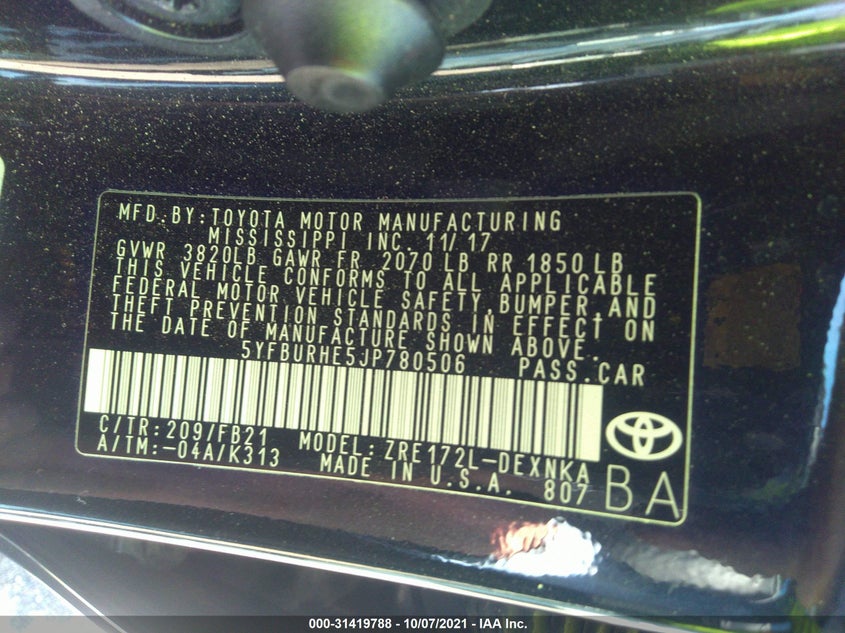 MFD.BY:TOYOTA MOTOR MANUFACTURING
MISSISSIPPI INC. 11/17
GVWR 3820LB GAWR FR 2070 LB RR 1850 LB
THIS VEHICLE CONFORMS TO ALL APPLICABLE
FEDERAL MOTOR VEHICLE SAFETY,BUMPER,AND
THEFT PREVENTION STANDARDS IN EFFECT ON
THE DATE OF MANUFACTURE SHOWN ABOVE.
5YFBURHE5JP780506 PASS.CAR
C/TR:209/FB21 MODEL:ZRE172L-DEXNKA
A/TM:-04A/K313 MADE IN U.S.A. 807
BA
000-31419788 - 10/07/2021 - IAA Inc.